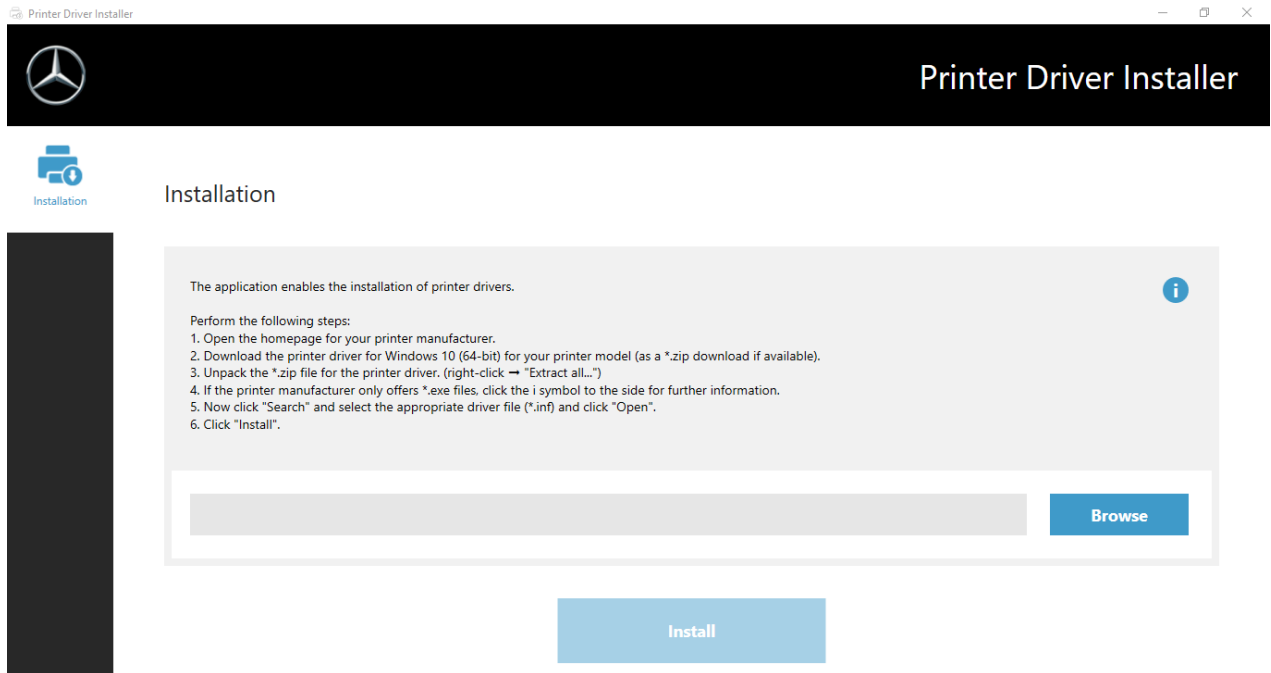 Printer Driver Installer
Printer Driver Installer
Installation
Installation
The application enables the installation of printer drivers.
Perform the following steps:
1. Open the homepage for your printer manufacturer.
2. Download the printer driver for Windows 10 (64-bit) for your printer model (as a *.zip download if available).
3. Unpack the *.zip file for the printer driver. (right-click → "Extract all...")
4. If the printer manufacturer only offers *.exe files, click the i symbol to the side for further information.
5. Now click "Search" and select the appropriate driver file (*.inf) and click "Open".
6. Click "Install".
Browse
Install